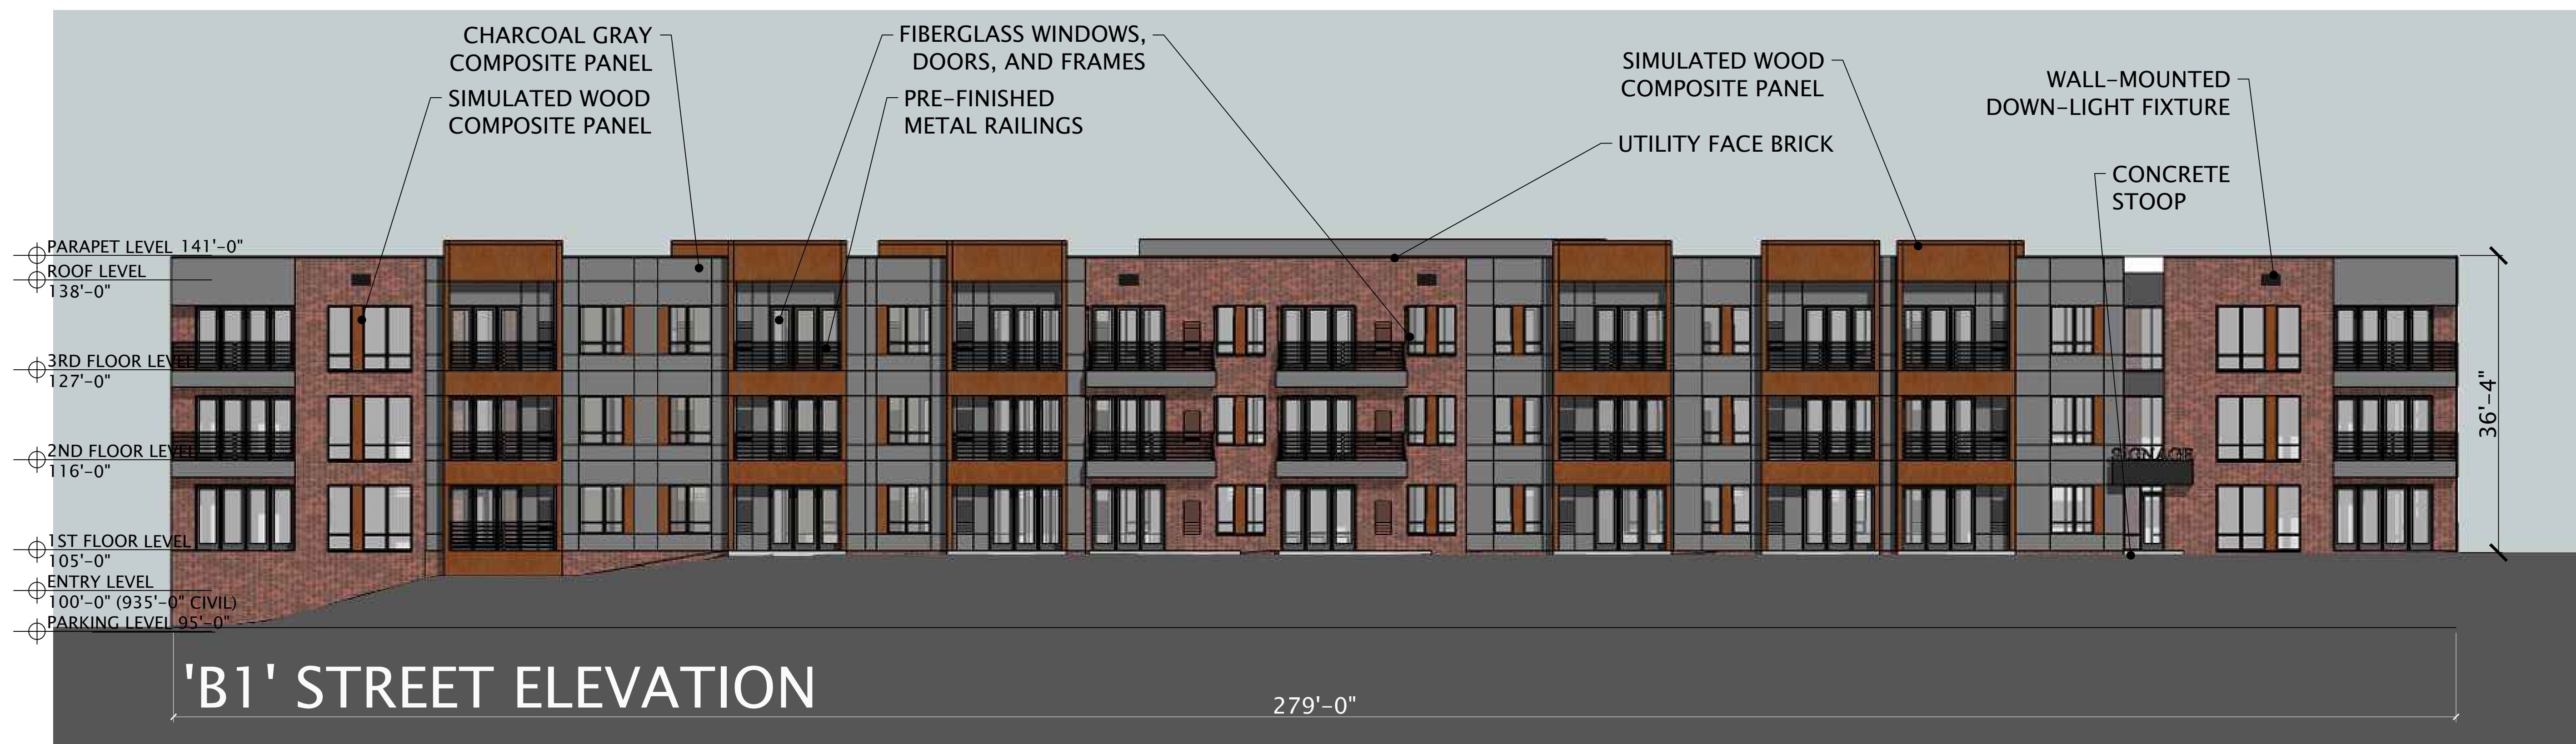 CHARCOAL GRAY
COMPOSITE PANEL
SIMULATED WOOD
COMPOSITE PANEL
FIBERGLASS WINDOWS,
DOORS, AND FRAMES
PRE-FINISHED
METAL RAILINGS
SIMULATED WOOD
COMPOSITE PANEL
UTILITY FACE BRICK
WALL-MOUNTED
DOWN-LIGHT FIXTURE
CONCRETE
STOOP
PARAPET LEVEL 141'-0"
ROOF LEVEL
138'-0"
3RD FLOOR LEVEL
127'-0"
2ND FLOOR LEVEL
116'-0"
1ST FLOOR LEVEL
105'-0"
ENTRY LEVEL
100'-0" (935'-0" CIVIL)
PARKING LEVEL 95'-0"
SIGNAGE
36'-4"
'B1' STREET ELEVATION
279'-0"